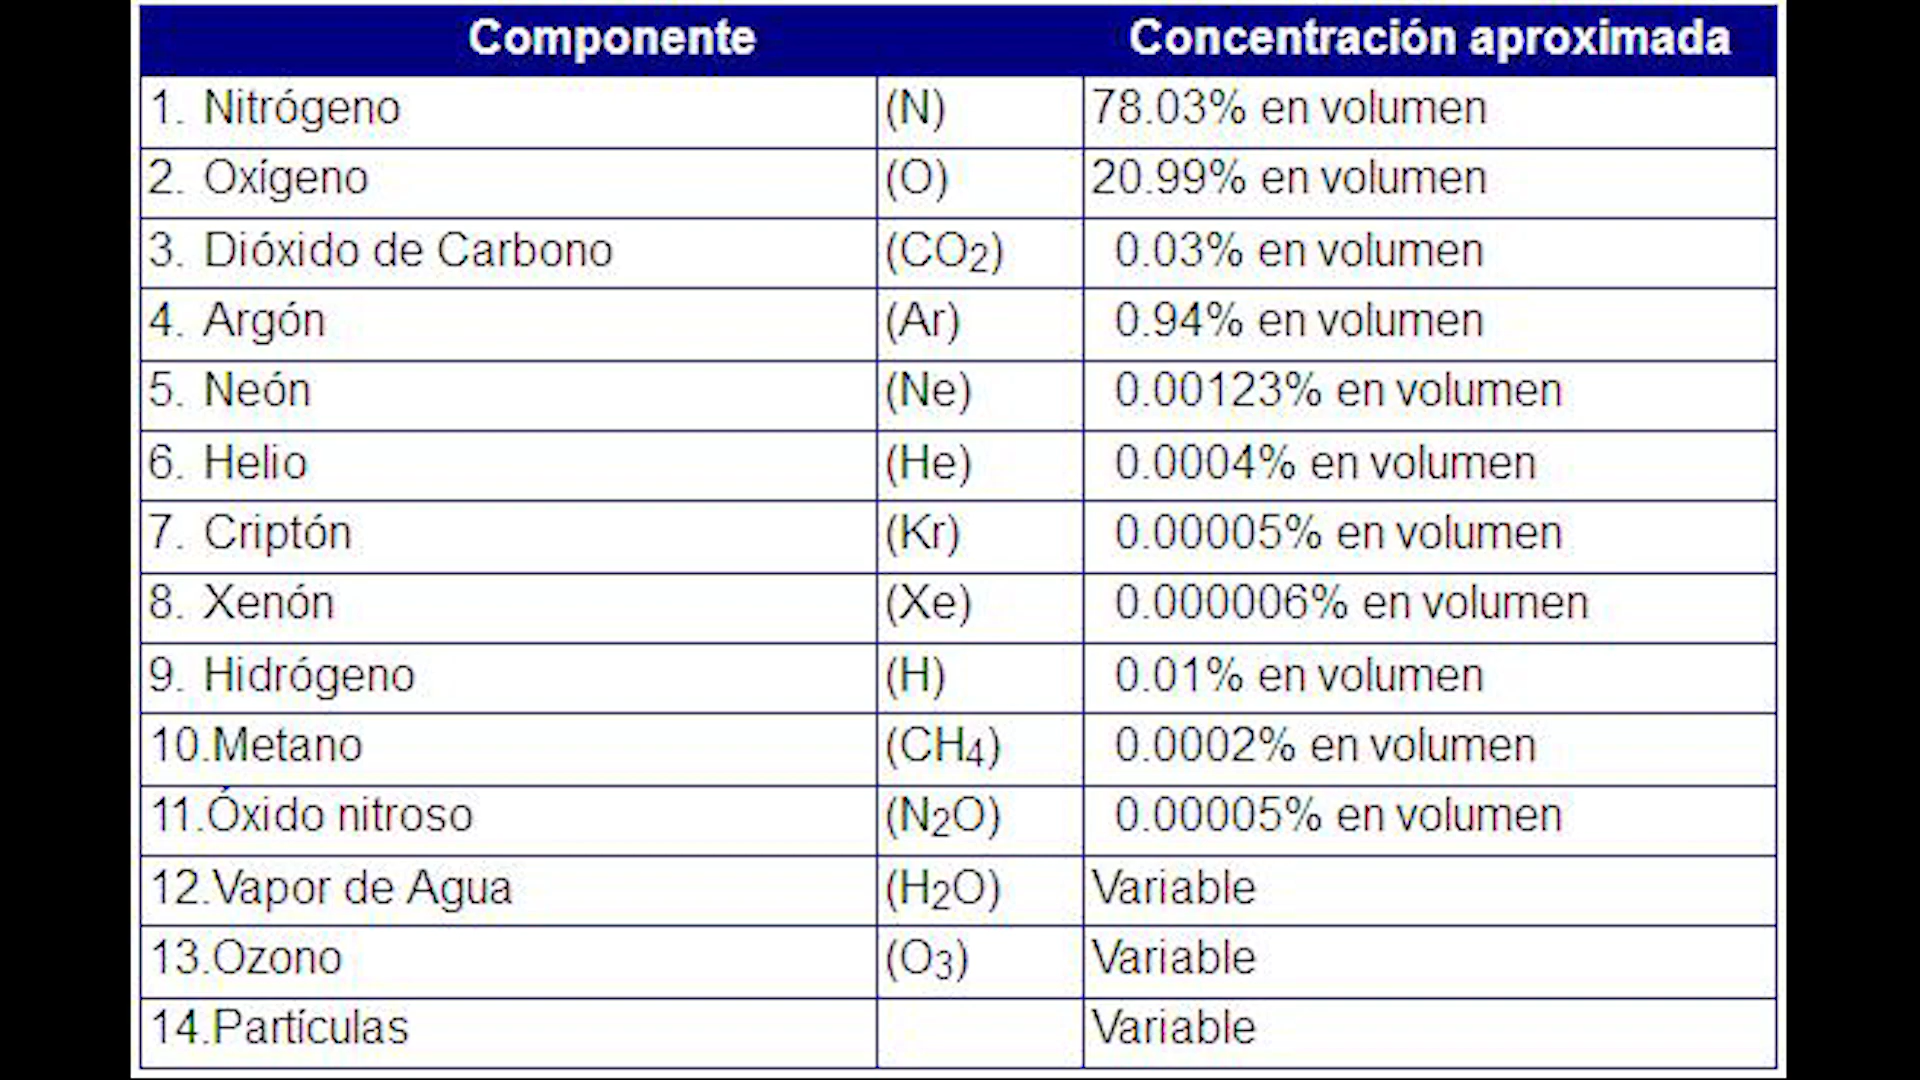 Componente Concentración aproximada
1. Nitrógeno (N) 78.03% en volumen
2. Oxígeno (O) 20.99% en volumen
3. Dióxido de Carbono (CO2) 0.03% en volumen
4. Argón (Ar) 0.94% en volumen
5. Neón (Ne) 0.00123% en volumen
6. Helio (He) 0.0004% en volumen
7. Criptón (Kr) 0.00005% en volumen
8. Xenón (Xe) 0.000006% en volumen
9. Hidrógeno (H) 0.01% en volumen
10.Metano (CH4) 0.0002% en volumen
11.Óxido nitroso (N2O) 0.00005% en volumen
12.Vapor de Agua (H2O) Variable
13.Ozono (O3) Variable
14.Partículas Variable